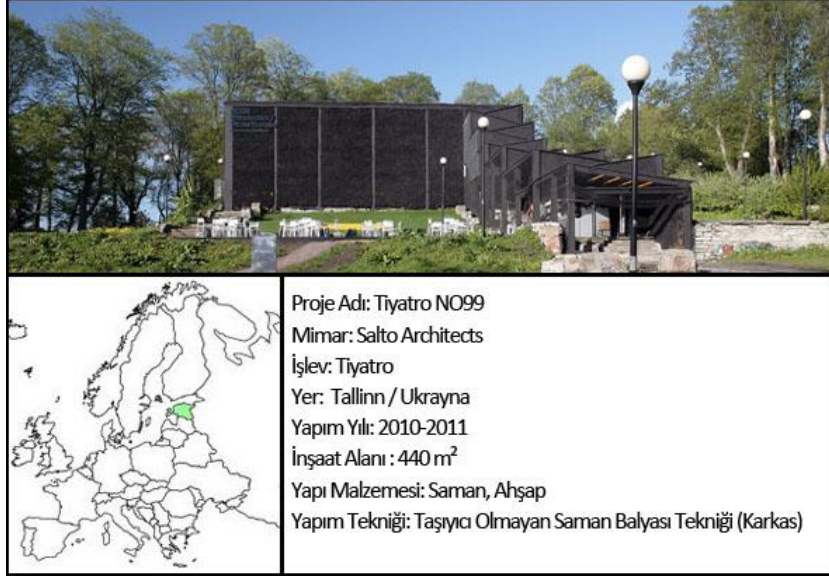 Proje Adı: Tiyatro NO99
Mimar: Salto Architects
İşlev: Tiyatro
Yer: Tallinn / Ukrayna
Yapım Yılı: 2010-2011
İnşaat Alanı : 440 m²
Yapı Malzemesi: Saman, Ahşap
Yapım Tekniği: Taşıyıcı Olmayan Saman Balyası Tekniği (Karkas)